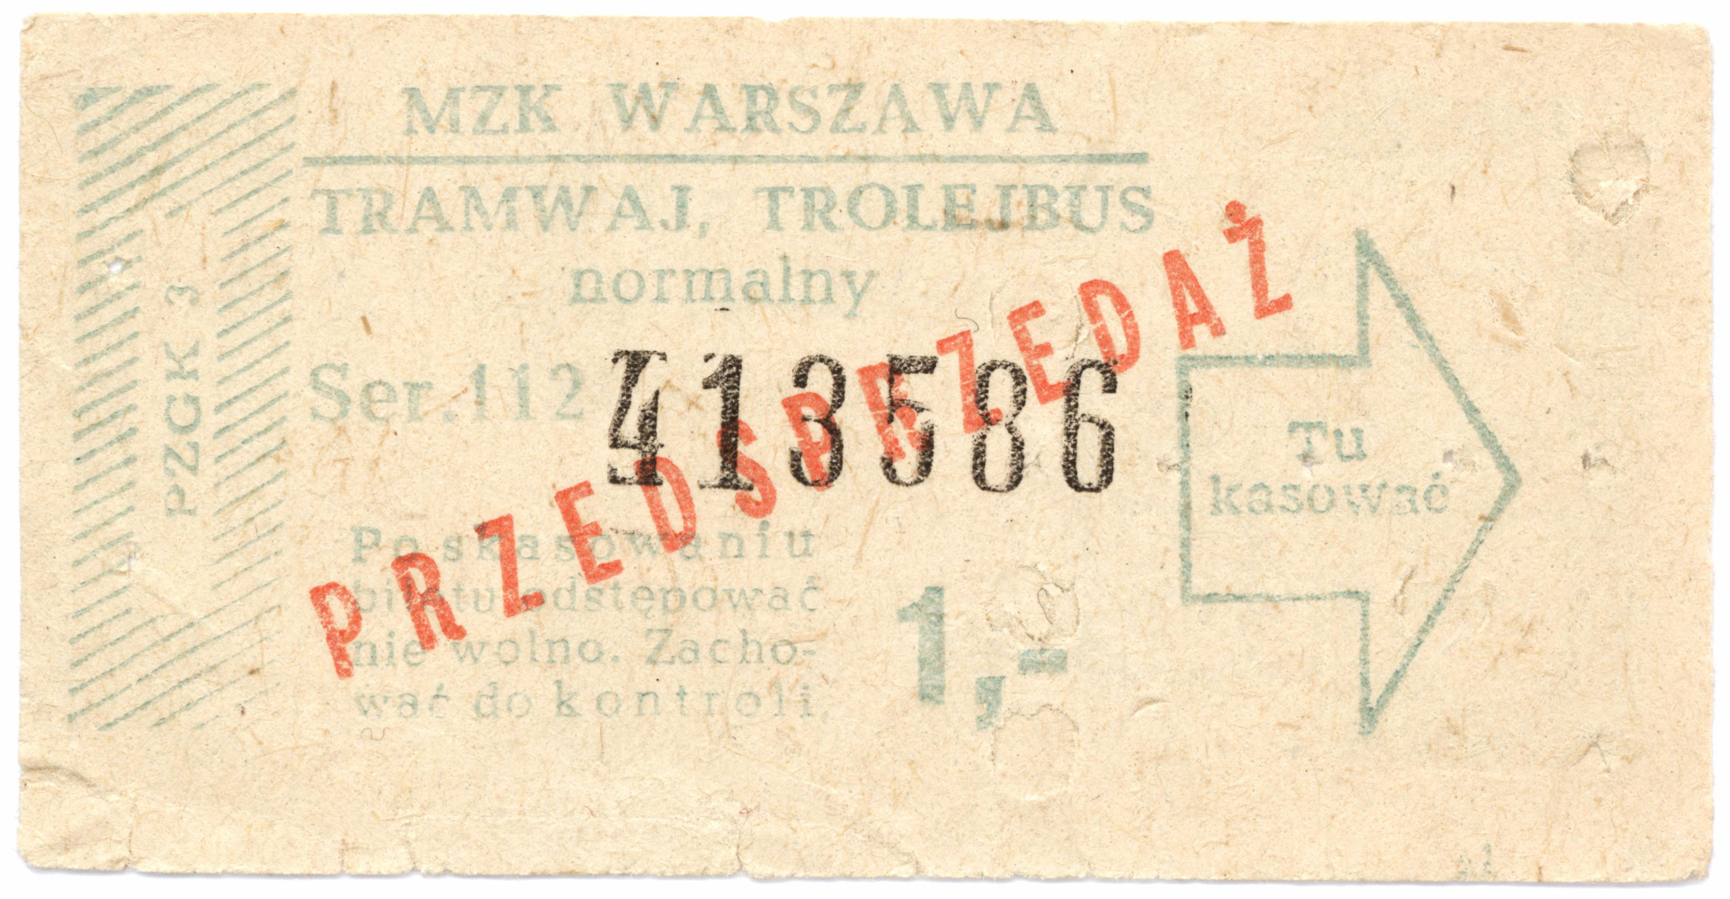 MZK WARSZAWA
TRAMWAJ, TROLEJBUS
normalny
PZGK 3
Ser. 112 413586
PRZEDSPRZEDAŻ
Po skasowaniu
biletu odstępować
nie wolno. Zacho-
wać do kontroli.
1,-
Tu
kasować